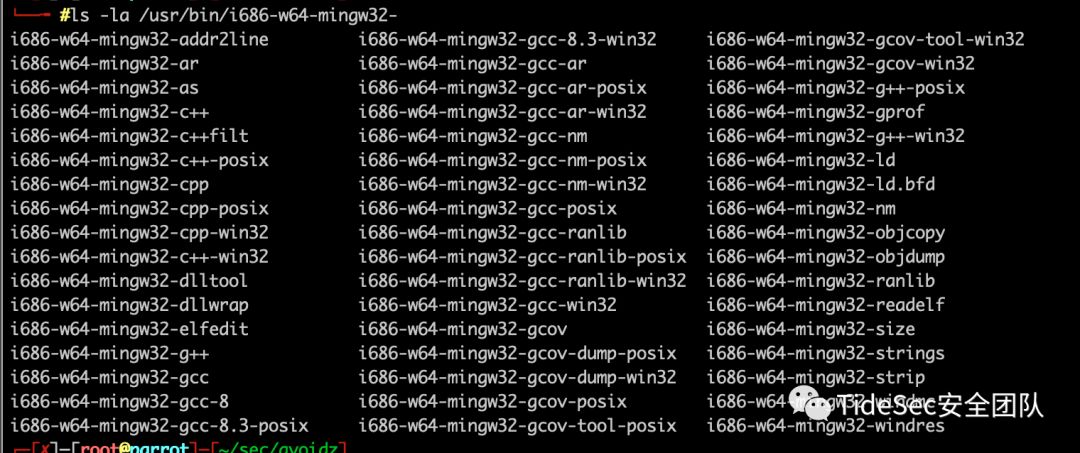 └──╼ #ls -la /usr/bin/i686-w64-mingw32-
i686-w64-mingw32-addr2line i686-w64-mingw32-gcc-8.3-win32 i686-w64-mingw32-gcov-tool-win32
i686-w64-mingw32-ar i686-w64-mingw32-gcc-ar i686-w64-mingw32-gcov-win32
i686-w64-mingw32-as i686-w64-mingw32-gcc-ar-posix i686-w64-mingw32-g++-posix
i686-w64-mingw32-c++ i686-w64-mingw32-gcc-ar-win32 i686-w64-mingw32-gprof
i686-w64-mingw32-c++filt i686-w64-mingw32-gcc-nm i686-w64-mingw32-g++-win32
i686-w64-mingw32-c++-posix i686-w64-mingw32-gcc-nm-posix i686-w64-mingw32-ld
i686-w64-mingw32-cpp i686-w64-mingw32-gcc-nm-win32 i686-w64-mingw32-ld.bfd
i686-w64-mingw32-cpp-posix i686-w64-mingw32-gcc-posix i686-w64-mingw32-nm
i686-w64-mingw32-cpp-win32 i686-w64-mingw32-gcc-ranlib i686-w64-mingw32-objcopy
i686-w64-mingw32-c++-win32 i686-w64-mingw32-gcc-ranlib-posix i686-w64-mingw32-objdump
i686-w64-mingw32-dlltool i686-w64-mingw32-gcc-ranlib-win32 i686-w64-mingw32-ranlib
i686-w64-mingw32-dllwrap i686-w64-mingw32-gcc-win32 i686-w64-mingw32-readelf
i686-w64-mingw32-elfedit i686-w64-mingw32-gcov i686-w64-mingw32-size
i686-w64-mingw32-g++ i686-w64-mingw32-gcov-dump-posix i686-w64-mingw32-strings
i686-w64-mingw32-gcc i686-w64-mingw32-gcov-dump-win32 i686-w64-mingw32-strip
i686-w64-mingw32-gcc-8 i686-w64-mingw32-gcov-posix
TideSec安全团队
i686-w64-mingw32-gcc-8.3-posix i686-w64-mingw32-gcov-tool-posix i686-w64-mingw32-windres
┌─[✗]─[root@parrot]─[~/sec/avoidz]